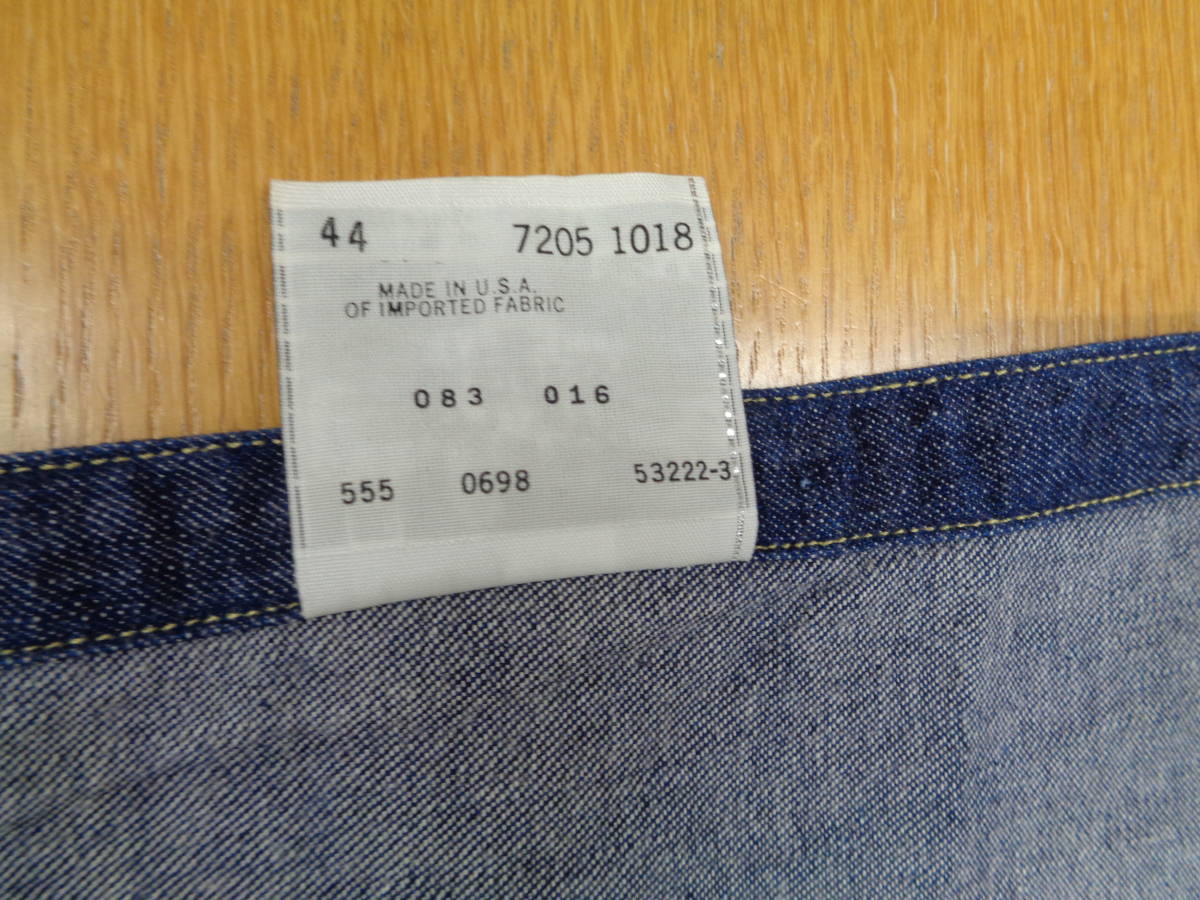 44 7205 1018
MADE IN U.S.A.
OF IMPORTED FABRIC
083 016
555 0698 53222-3